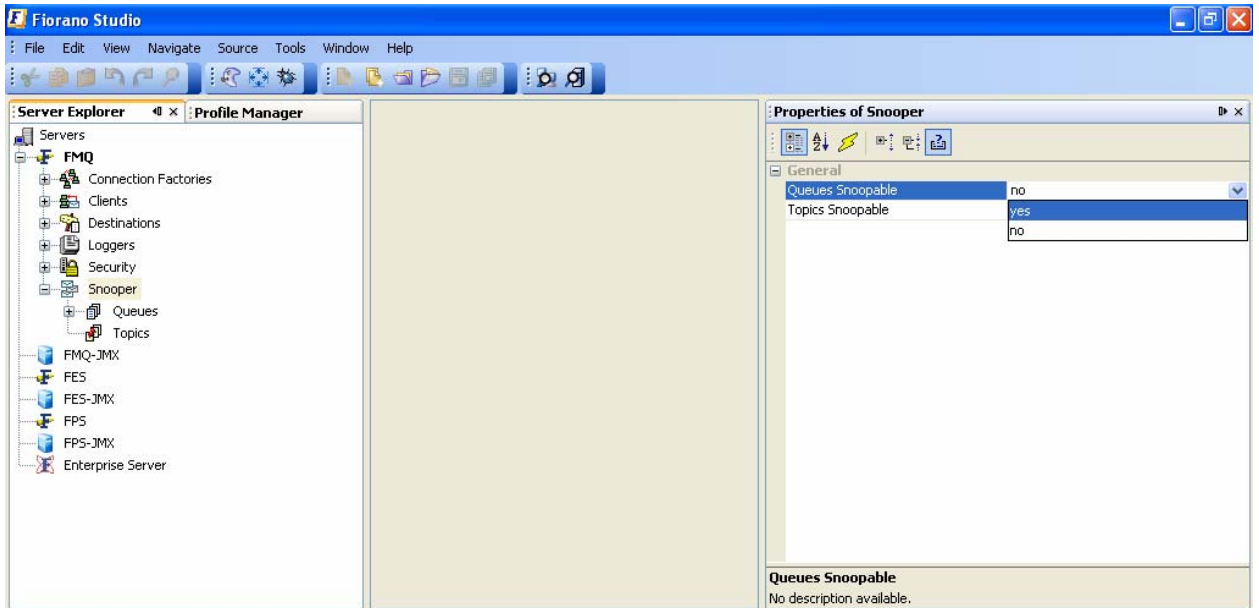 Fiorano Studio
File Edit View Navigate Source Tools Window Help
Server Explorer
Profile Manager
Servers
FMQ
Connection Factories
Clients
Destinations
Loggers
Security
Snooper
Queues
Topics
FMQ-JMX
FES
FES-JMX
FPS
FPS-JMX
Enterprise Server
Properties of Snooper
General
Queues Snoopable no
Topics Snoopable yes
no
Queues Snoopable
No description available.